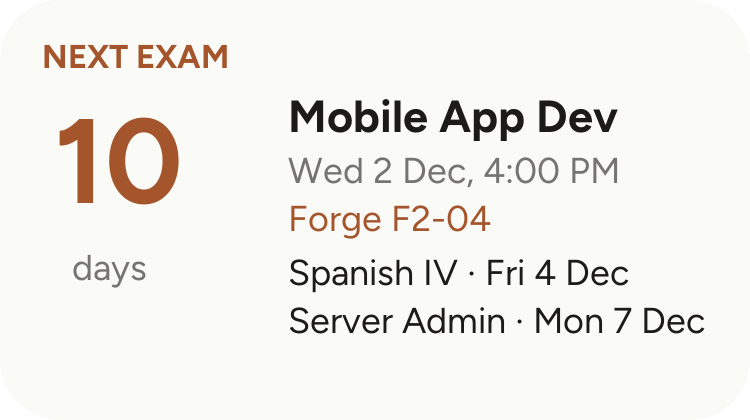 NEXT EXAM
10
days
Mobile App Dev
Wed 2 Dec, 4:00 PM
Forge F2-04
Spanish IV · Fri 4 Dec
Server Admin · Mon 7 Dec